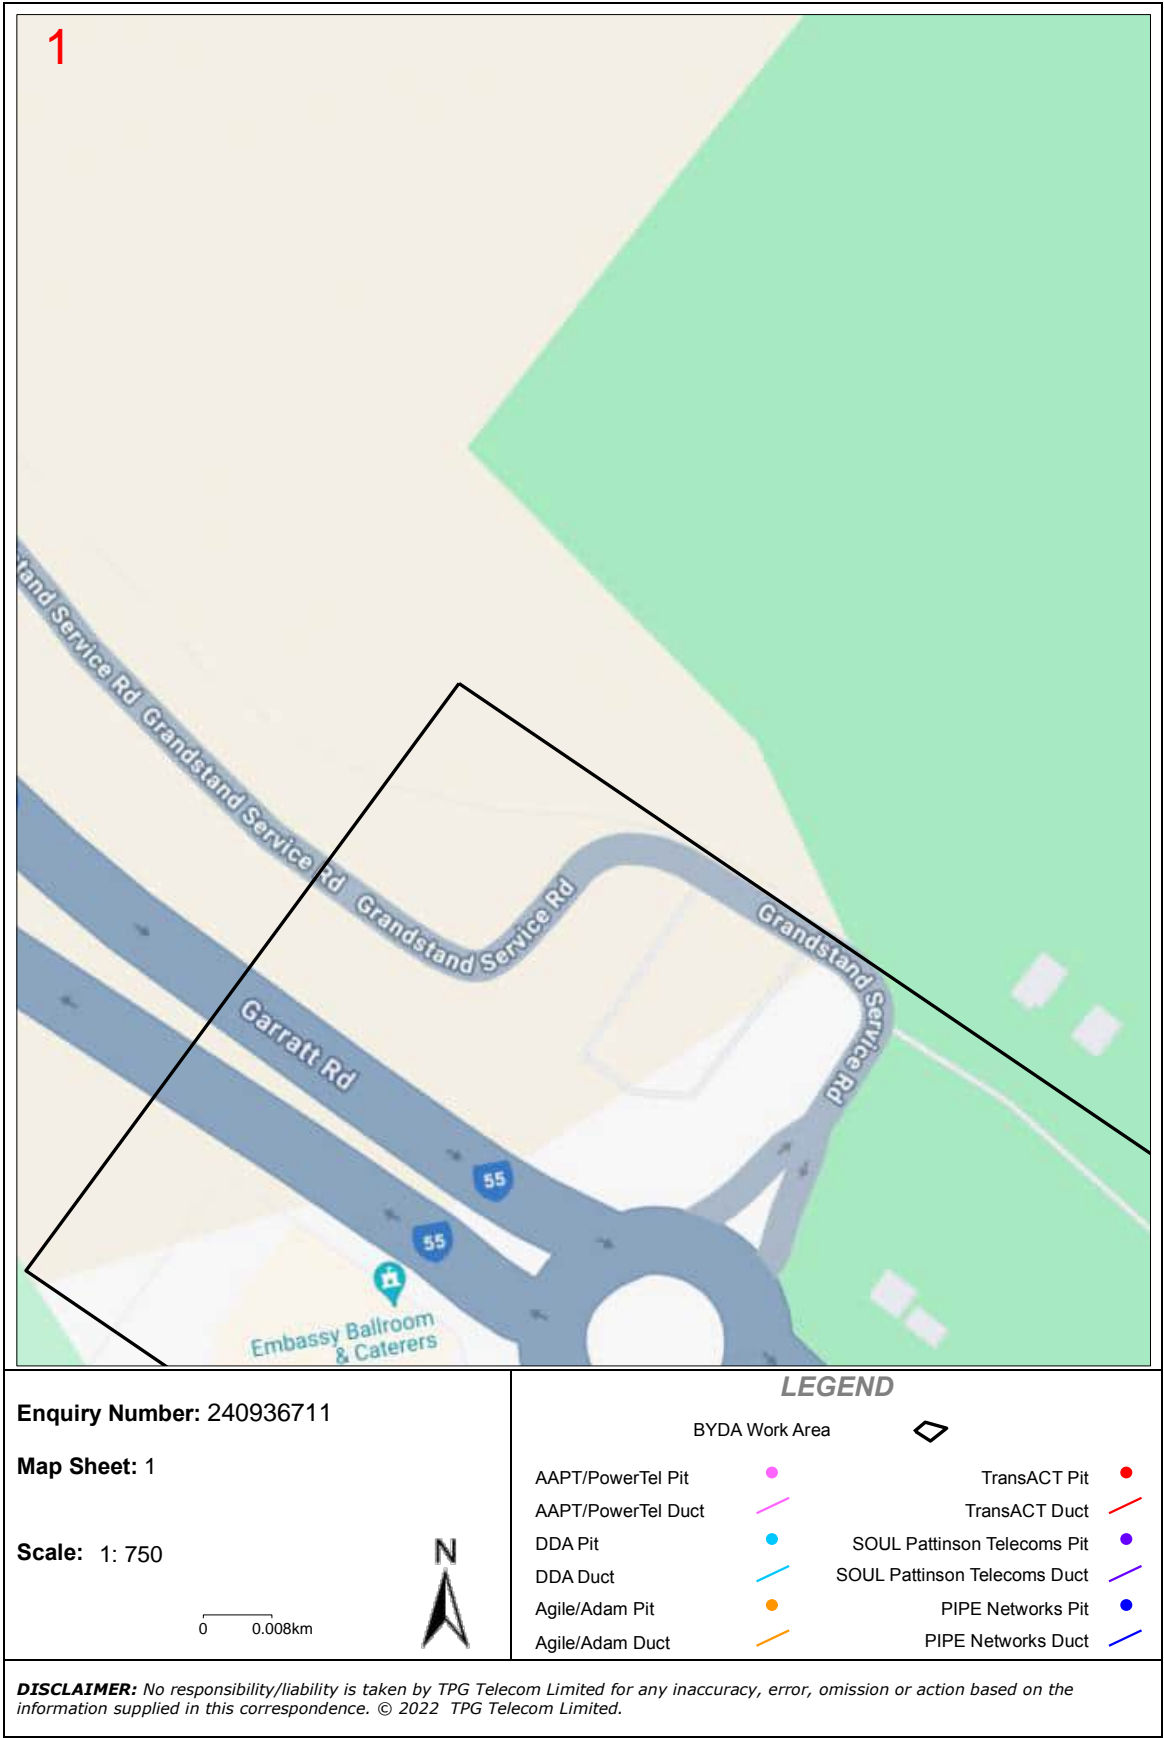 1
tand Service Rd
Grandstand Service Rd
Grandstand Service Rd
Grandstand Service Rd
Garratt Rd
55
55
Embassy Ballroom
& Caterers
Enquiry Number: 240936711
Map Sheet: 1
Scale: 1: 750
0 0.008km
N
LEGEND
BYDA Work Area
AAPT/PowerTel Pit
AAPT/PowerTel Duct
DDA Pit
DDA Duct
Agile/Adam Pit
Agile/Adam Duct
TransACT Pit
TransACT Duct
SOUL Pattinson Telecoms Pit
SOUL Pattinson Telecoms Duct
PIPE Networks Pit
PIPE Networks Duct
DISCLAIMER: No responsibility/liability is taken by TPG Telecom Limited for any inaccuracy, error, omission or action based on the
information supplied in this correspondence. © 2022 TPG Telecom Limited.